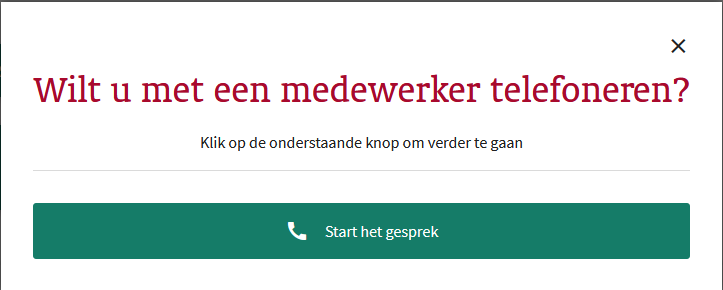 Wilt u met een medewerker telefoneren?
Klik op de onderstaande knop om verder te gaan
Start het gesprek